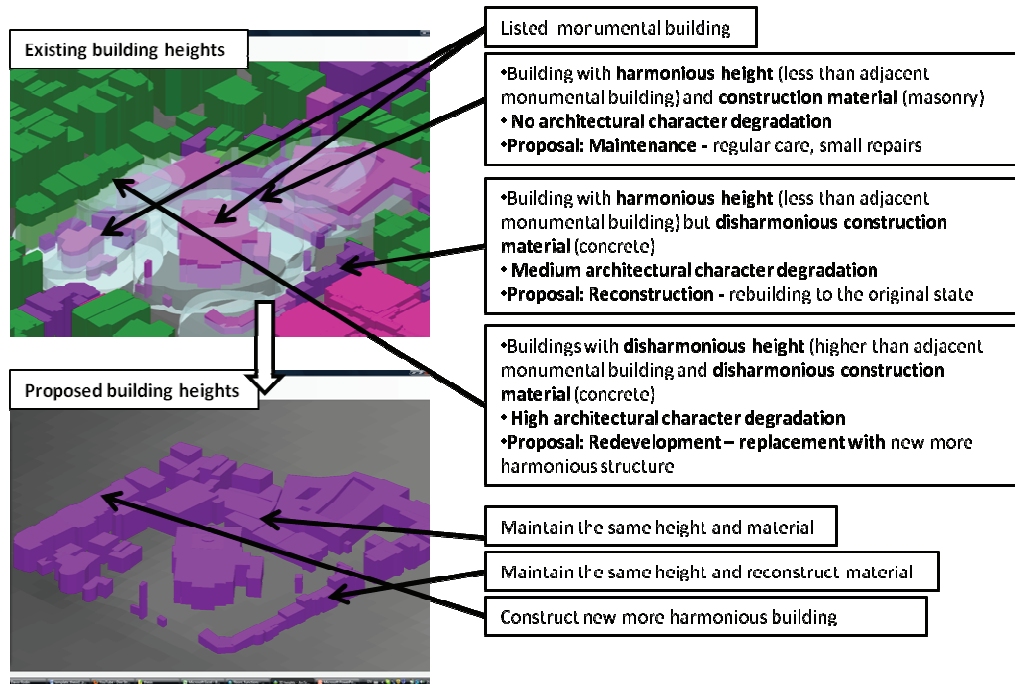 Existing building heights
Listed monumental building
•Building with harmonious height (less than adjacent
monumental building) and construction material (masonry)
• No architectural character degradation
•Proposal: Maintenance - regular care, small repairs
•Building with harmonious height (less than adjacent
monumental building) but disharmonious construction
material (concrete)
• Medium architectural character degradation
•Proposal: Reconstruction - rebuilding to the original state
•Buildings with disharmonious height (higher than adjacent
monumental building and disharmonious construction
material (concrete)
• High architectural character degradation
•Proposal: Redevelopment – replacement with new more
harmonious structure
Proposed building heights
Maintain the same height and material
Maintain the same height and reconstruct material
Construct new more harmonious building